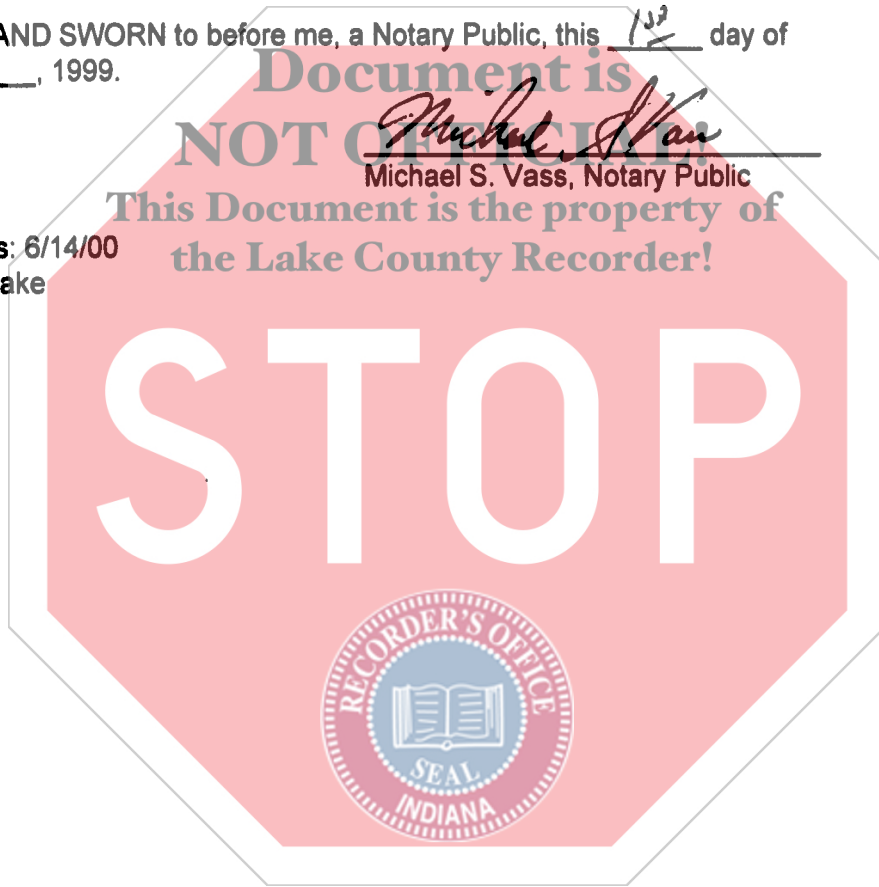 AND SWORN to before me, a Notary Public, this 1st day of
, 1999.
Document is
NOT OFFICIAL!
Michael S. Vass, Notary Public
This Document is the property of
the Lake County Recorder!
s: 6/14/00
ake
STOP
RECORDER'S OFFICE
SEAL
INDIANA